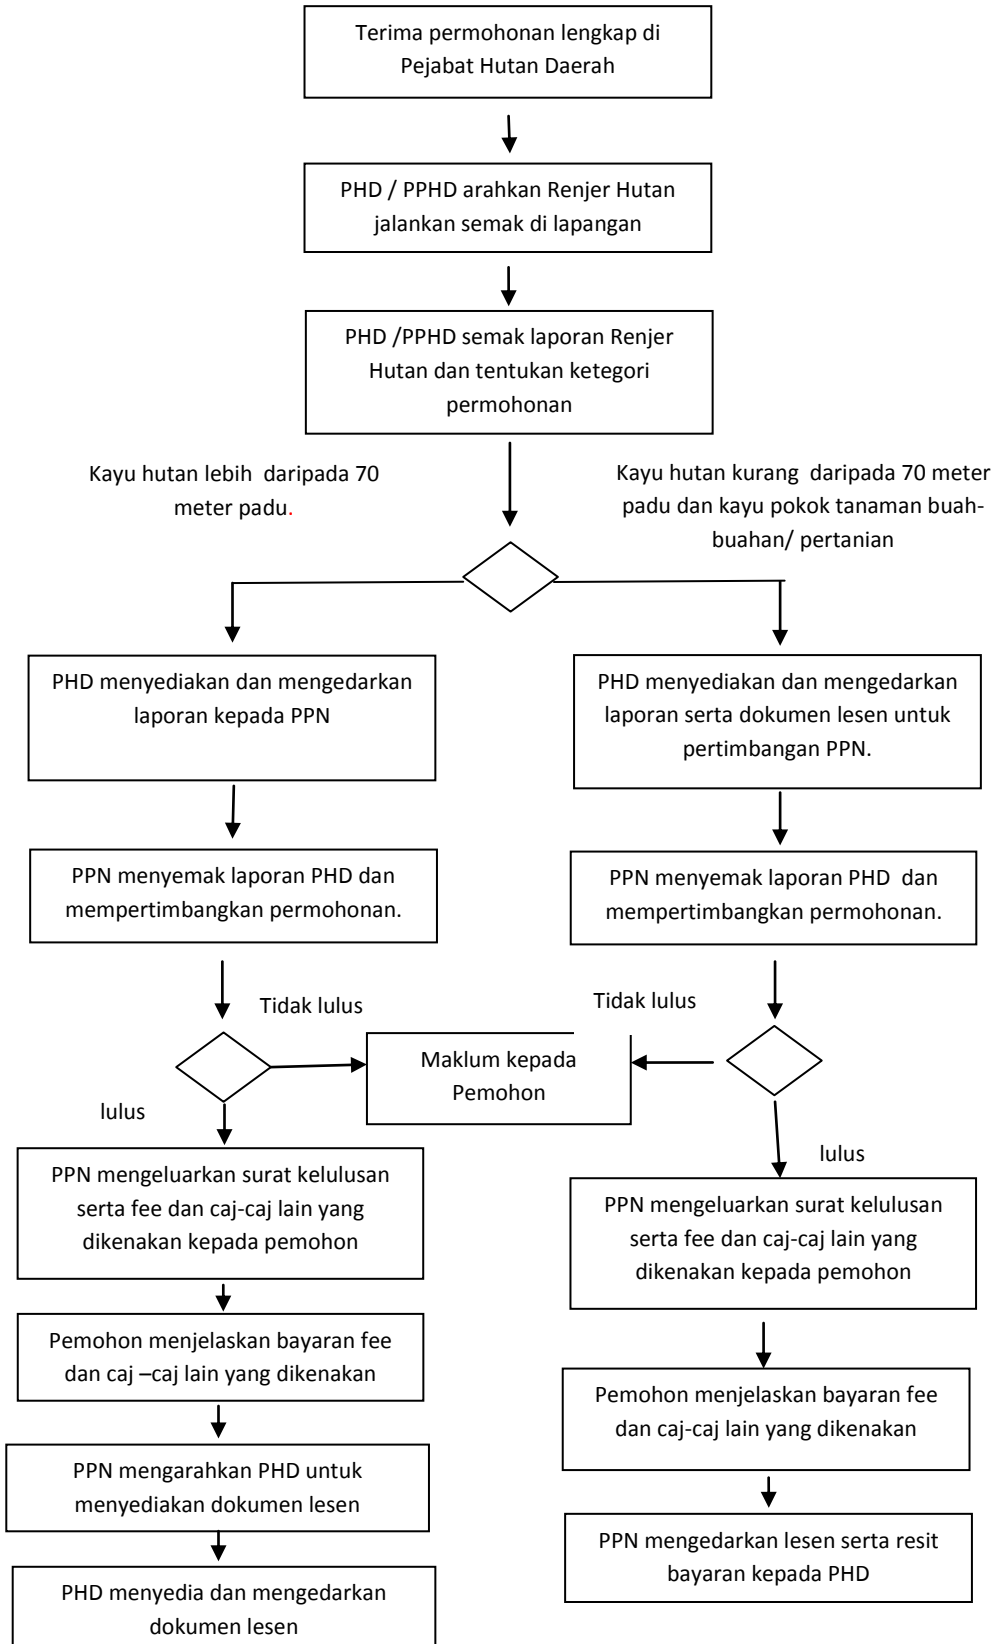 Terima permohonan lengkap di
Pejabat Hutan Daerah
PHD / PPHD arahkan Renjer Hutan
jalankan semak di lapangan
PHD /PPHD semak laporan Renjer
Hutan dan tentukan ketegori
permohonan
Kayu hutan lebih daripada 70
meter padu.
Kayu hutan kurang daripada 70 meter
padu dan kayu pokok tanaman buah-
buahan/ pertanian
PHD menyediakan dan mengedarkan
laporan kepada PPN
PHD menyediakan dan mengedarkan
laporan serta dokumen lesen untuk
pertimbangan PPN.
PPN menyemak laporan PHD dan
mempertimbangkan permohonan.
PPN menyemak laporan PHD dan
mempertimbangkan permohonan.
Tidak lulus
Tidak lulus
Maklum kepada
Pemohon
lulus
lulus
PPN mengeluarkan surat kelulusan
serta fee dan caj-caj lain yang
dikenakan kepada pemohon
PPN mengeluarkan surat kelulusan
serta fee dan caj-caj lain yang
dikenakan kepada pemohon
Pemohon menjelaskan bayaran fee
dan caj –caj lain yang dikenakan
Pemohon menjelaskan bayaran fee
dan caj-caj lain yang dikenakan
PPN mengarahkan PHD untuk
menyediakan dokumen lesen
PPN mengedarkan lesen serta resit
bayaran kepada PHD
PHD menyedia dan mengedarkan
dokumen lesen